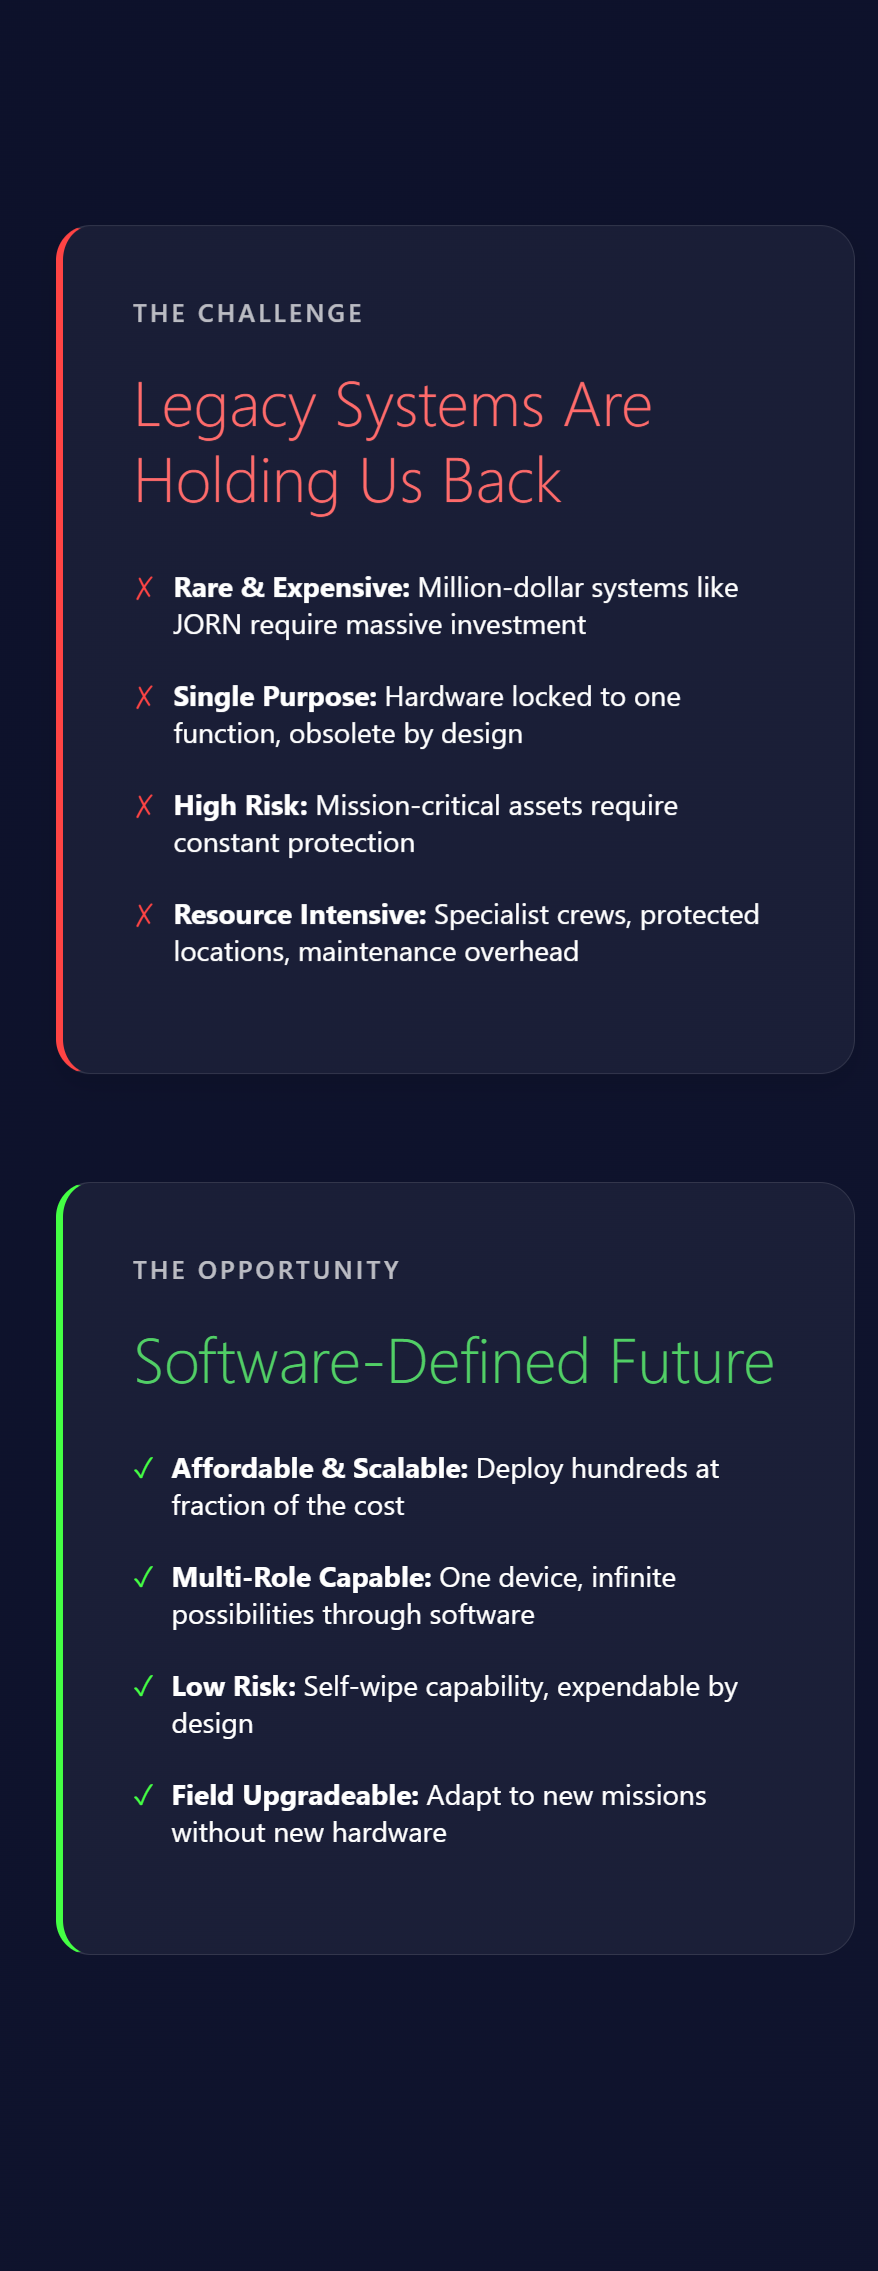 THE CHALLENGE
Legacy Systems Are
Holding Us Back
✗ Rare & Expensive: Million-dollar systems like
JORN require massive investment
✗ Single Purpose: Hardware locked to one
function, obsolete by design
✗ High Risk: Mission-critical assets require
constant protection
✗ Resource Intensive: Specialist crews, protected
locations, maintenance overhead
THE OPPORTUNITY
Software-Defined Future
✓ Affordable & Scalable: Deploy hundreds at
fraction of the cost
✓ Multi-Role Capable: One device, infinite
possibilities through software
✓ Low Risk: Self-wipe capability, expendable by
design
✓ Field Upgradeable: Adapt to new missions
without new hardware